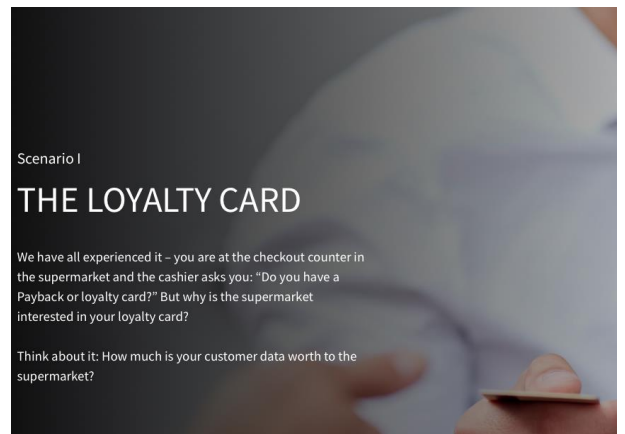 Scenario I
THE LOYALTY CARD
We have all experienced it – you are at the checkout counter in
the supermarket and the cashier asks you: “Do you have a
Payback or loyalty card?” But why is the supermarket
interested in your loyalty card?
Think about it: How much is your customer data worth to the
supermarket?